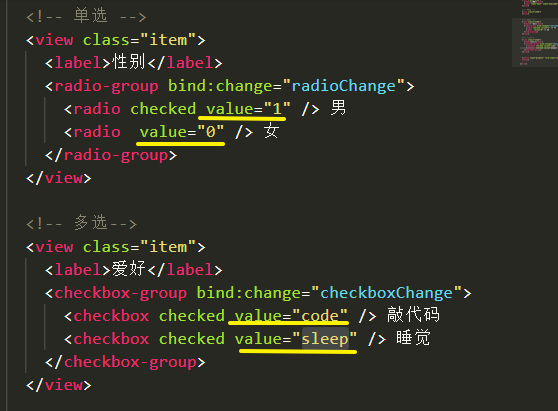 <!-- 单选 -->
<view class="item">
<label>性别</label>
<radio-group bind:change="radioChange">
<radio checked value="1" /> 男
<radio  value="0" /> 女
</radio-group>
</view>
<!-- 多选-->
<view class="item">
<label>爱好</label>
<checkbox-group bind:change="checkboxChange">
<checkbox checked value="code" /> 敲代码
<checkbox checked value="sleep" /> 睡觉
</checkbox-group>
</view>